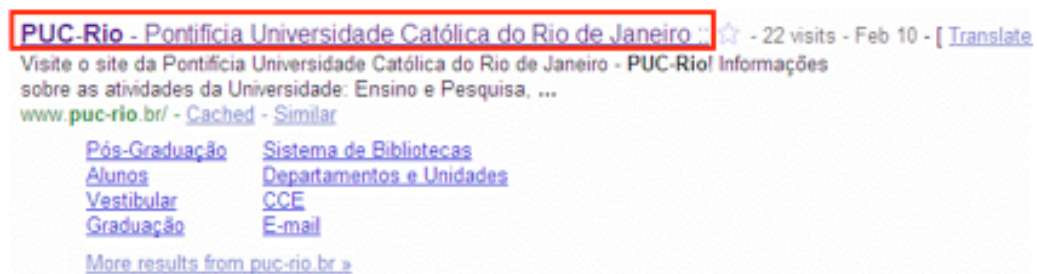 PUC-Rio - Pontifícia Universidade Católica do Rio de Janeiro :: ☆ - 22 visits - Feb 10 - [ Translate
Visite o site da Pontifícia Universidade Católica do Rio de Janeiro - PUC-Rio! Informações
sobre as atividades da Universidade: Ensino e Pesquisa, ...
www.puc-rio.br/ - Cached - Similar
Pós-Graduação Sistema de Bibliotecas
Alunos Departamentos e Unidades
Vestibular CCE
Graduação E-mail
More results from puc-rio.br »